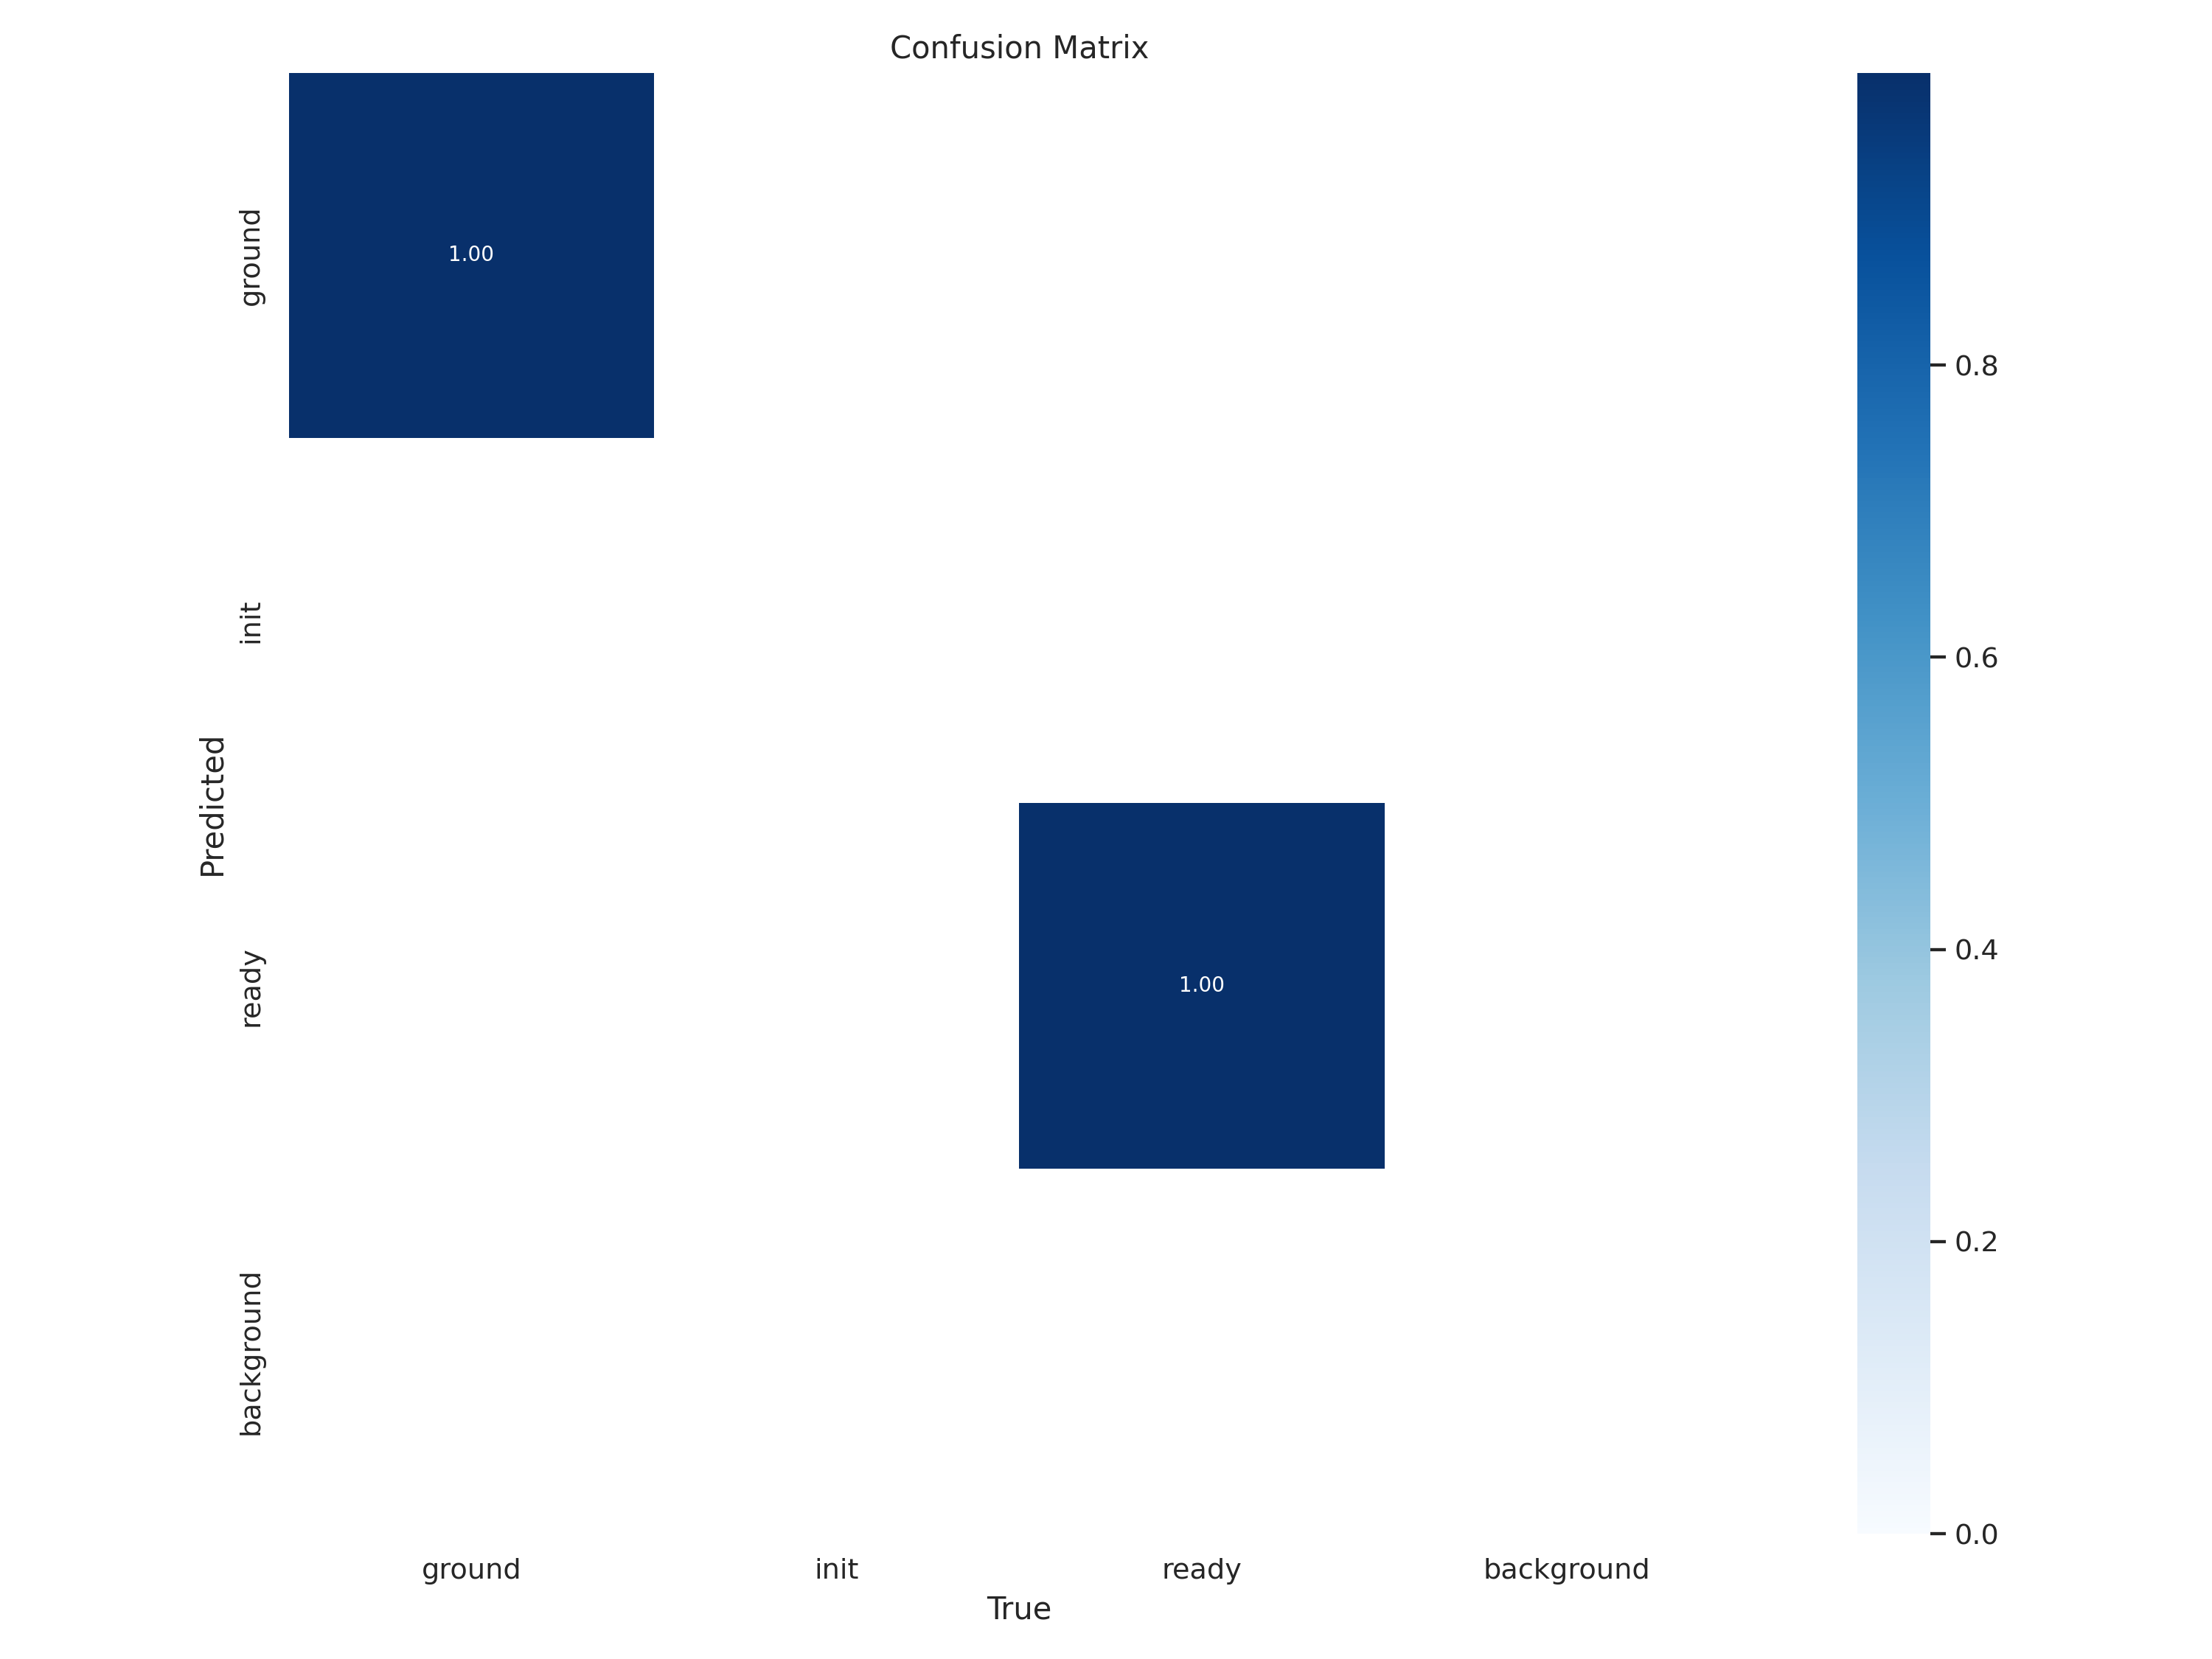 Confusion Matrix
ground
1.00
init
ready
1.00
background
Predicted
0.8
0.6
0.4
0.2
0.0
ground init ready background
True